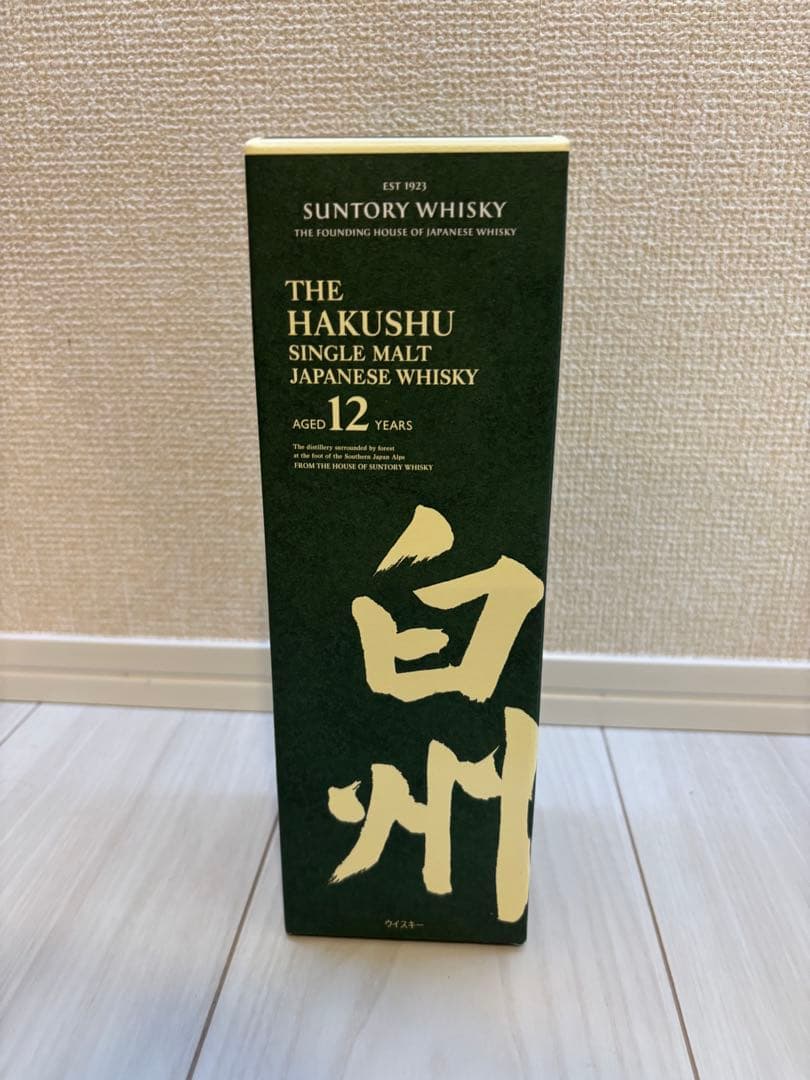 EST 1923
SUNTORY WHISKY
THE FOUNDING HOUSE OF JAPANESE WHISKY
THE
HAKUSHU
SINGLE MALT
JAPANESE WHISKY
AGED 12 YEARS
The distillery surrounded by forest
at the foot of the Southern Japan Alps
FROM THE HOUSE OF SUNTORY WHISKY
白州
ウイスキー